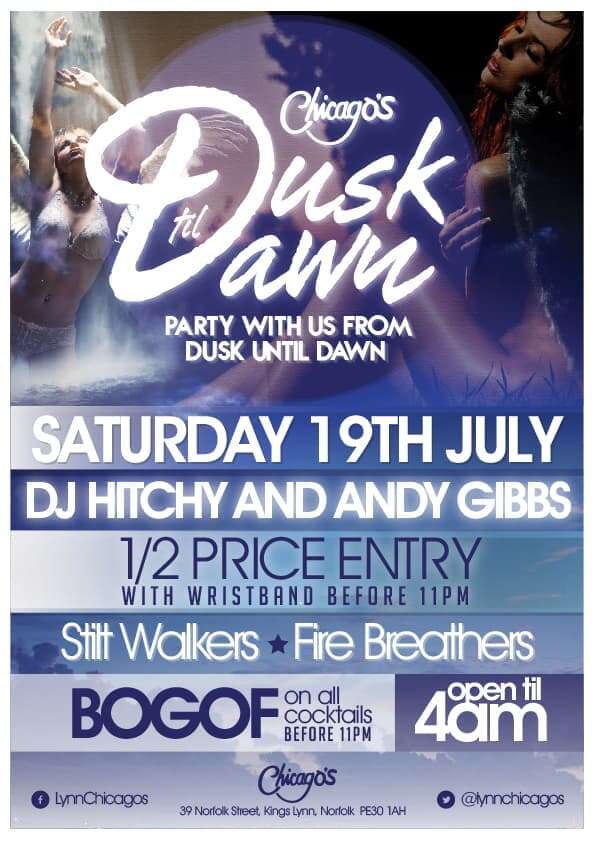 Chicago's
Dusk
til
Dawn
PARTY WITH US FROM
DUSK UNTIL DAWN
SATURDAY 19TH JULY
DJ HITCHY AND ANDY GIBBS
1/2 PRICE ENTRY
WITH WRISTBAND BEFORE 11PM
Stilt Walkers ★ Fire Breathers
BOGOF on all cocktails BEFORE 11PM
open til 4am
Chicago's
LynnChicagos
39 Norfolk Street, Kings Lynn, Norfolk PE30 1AH
@lynnchicagos